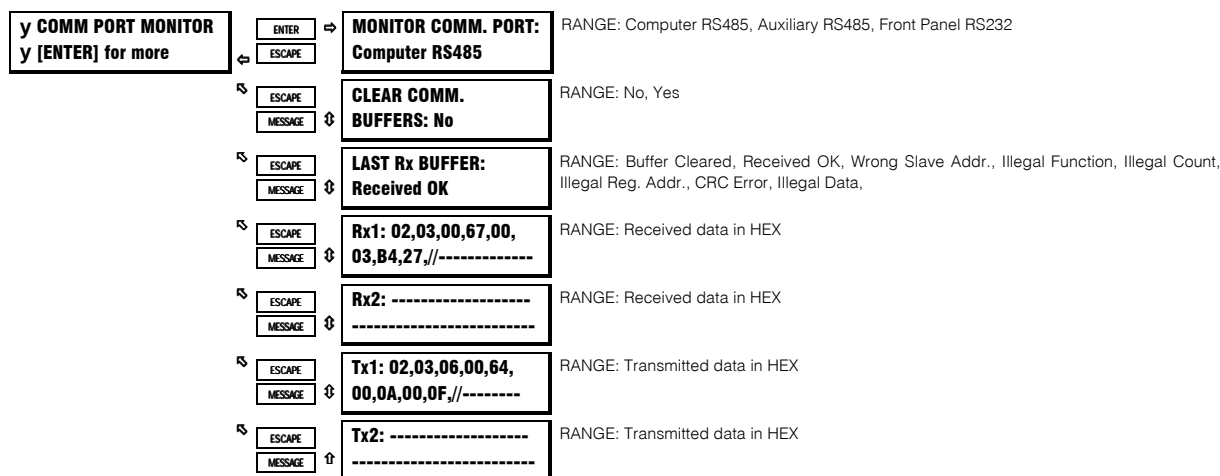 y COMM PORT MONITOR
y [ENTER] for more
ENTER
ESCAPE
MONITOR COMM. PORT:
Computer RS485
RANGE: Computer RS485, Auxiliary RS485, Front Panel RS232
ESCAPE
MESSAGE
CLEAR COMM.
BUFFERS: No
RANGE: No, Yes
ESCAPE
MESSAGE
LAST Rx BUFFER:
Received OK
RANGE: Buffer Cleared, Received OK, Wrong Slave Addr., Illegal Function, Illegal Count,
Illegal Reg. Addr., CRC Error, Illegal Data,
ESCAPE
MESSAGE
Rx1: 02,03,00,67,00,
03,B4,27,//-------------
RANGE: Received data in HEX
ESCAPE
MESSAGE
Rx2: -------------------
-------------------------
RANGE: Received data in HEX
ESCAPE
MESSAGE
Tx1: 02,03,06,00,64,
00,0A,00,0F,//--------
RANGE: Transmitted data in HEX
ESCAPE
MESSAGE
Tx2: -------------------
-------------------------
RANGE: Transmitted data in HEX